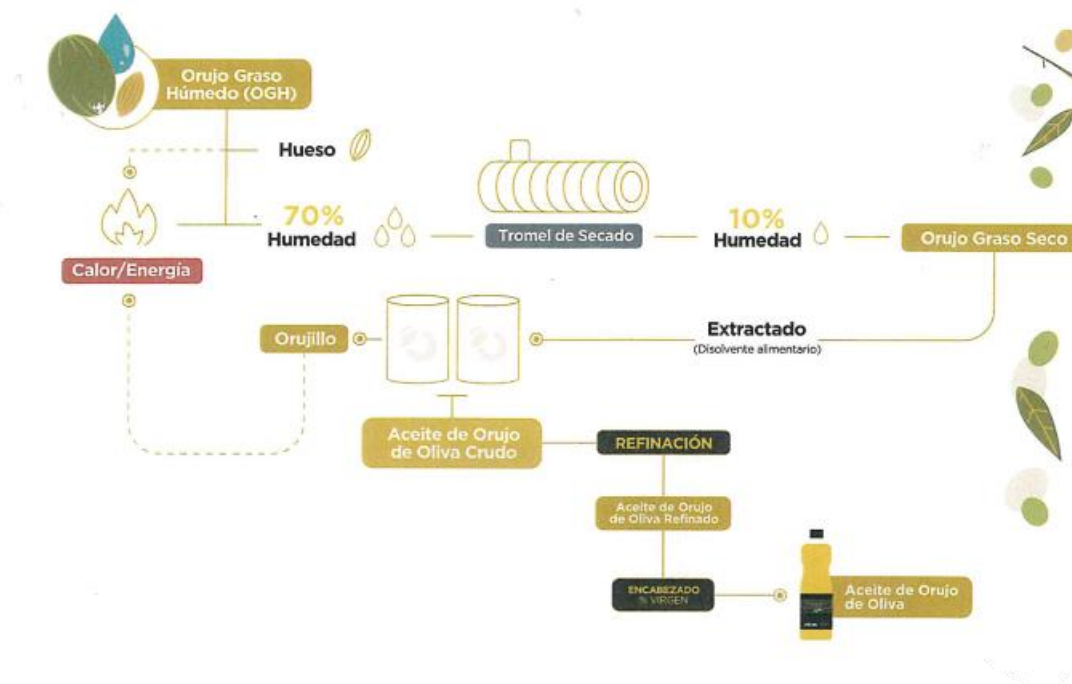 Orujo Graso
Húmedo (OGH)
Hueso
70%
Humedad
Tromel de Secado
10%
Humedad
Orujo Graso Seco
Calor/Energía
Orujillo
Extractado
(Disolvente alimentario)
Aceite de Orujo
de Oliva Crudo
REFINACIÓN
Aceite de Orujo
de Oliva Refinado
ENCABEZADO
% VIRGEN
Aceite de Orujo
de Oliva